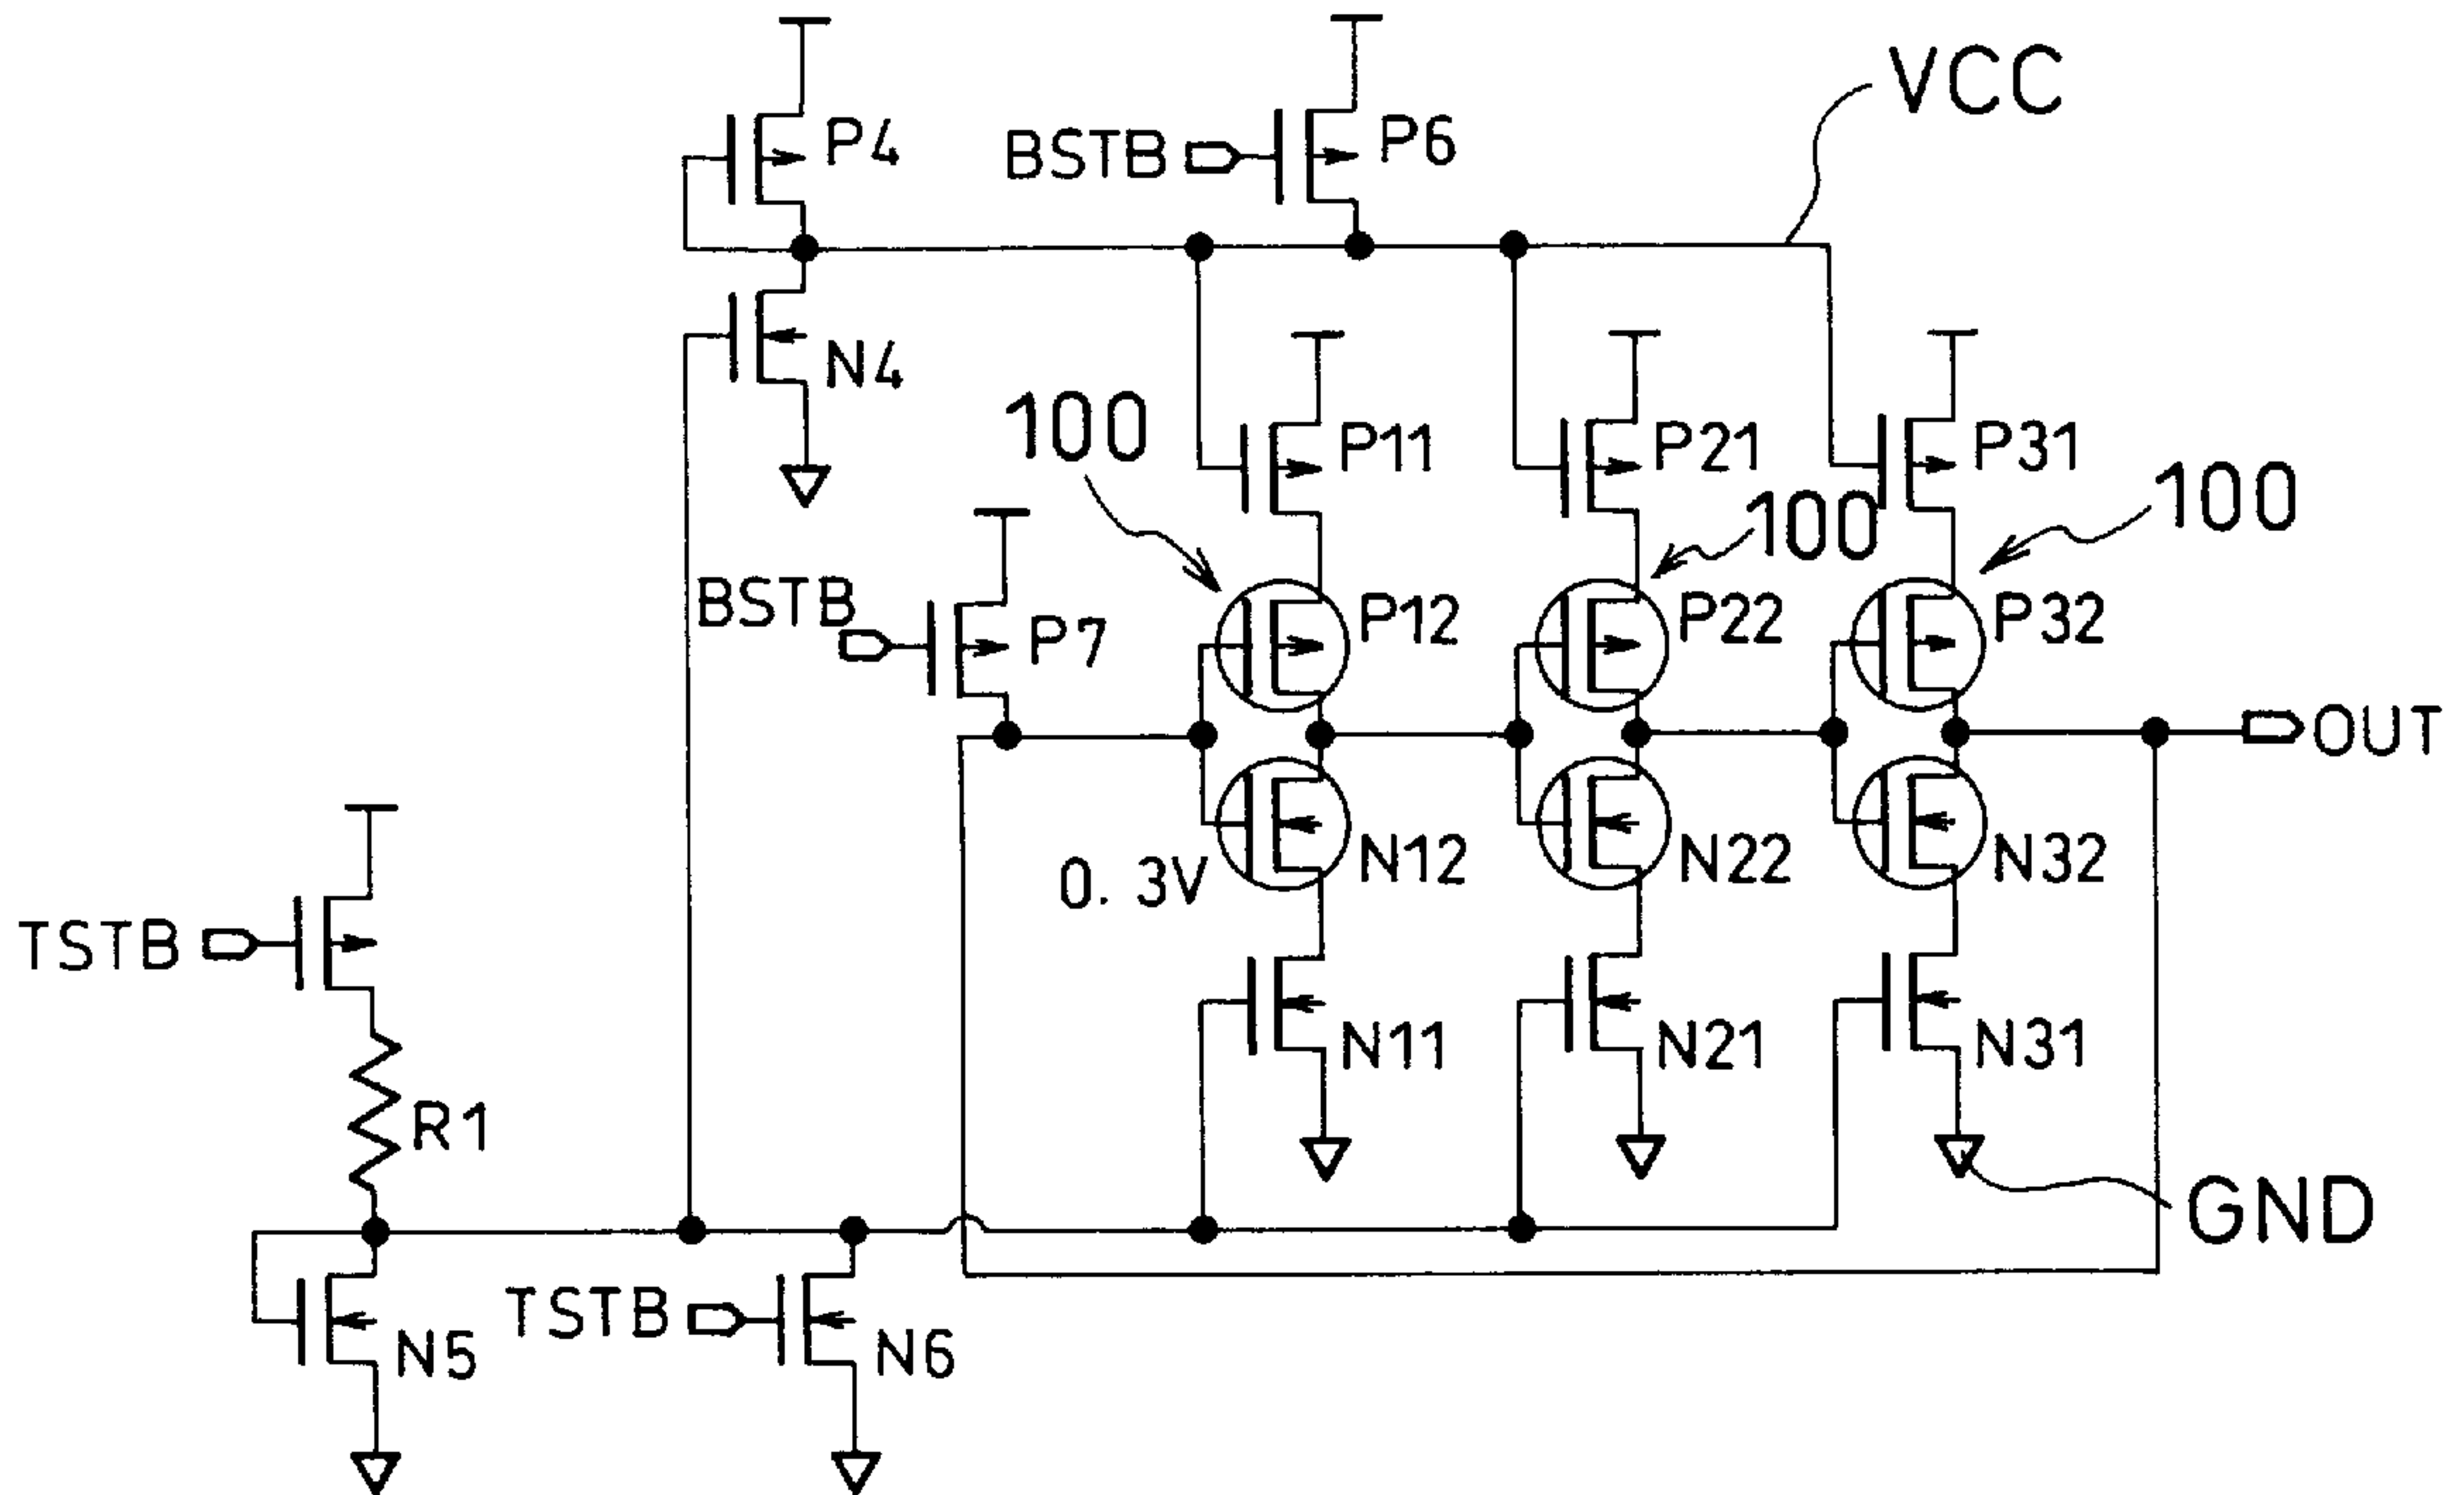 VCC
P4
BSTB
P6
N4
100
P11
P21
P31
100
100
BSTB
P7
P12
P22
P32
OUT
0. 3V
N12
N22
N32
TSTB
N11
N21
N31
R1
GND
TSTB
N5
N6